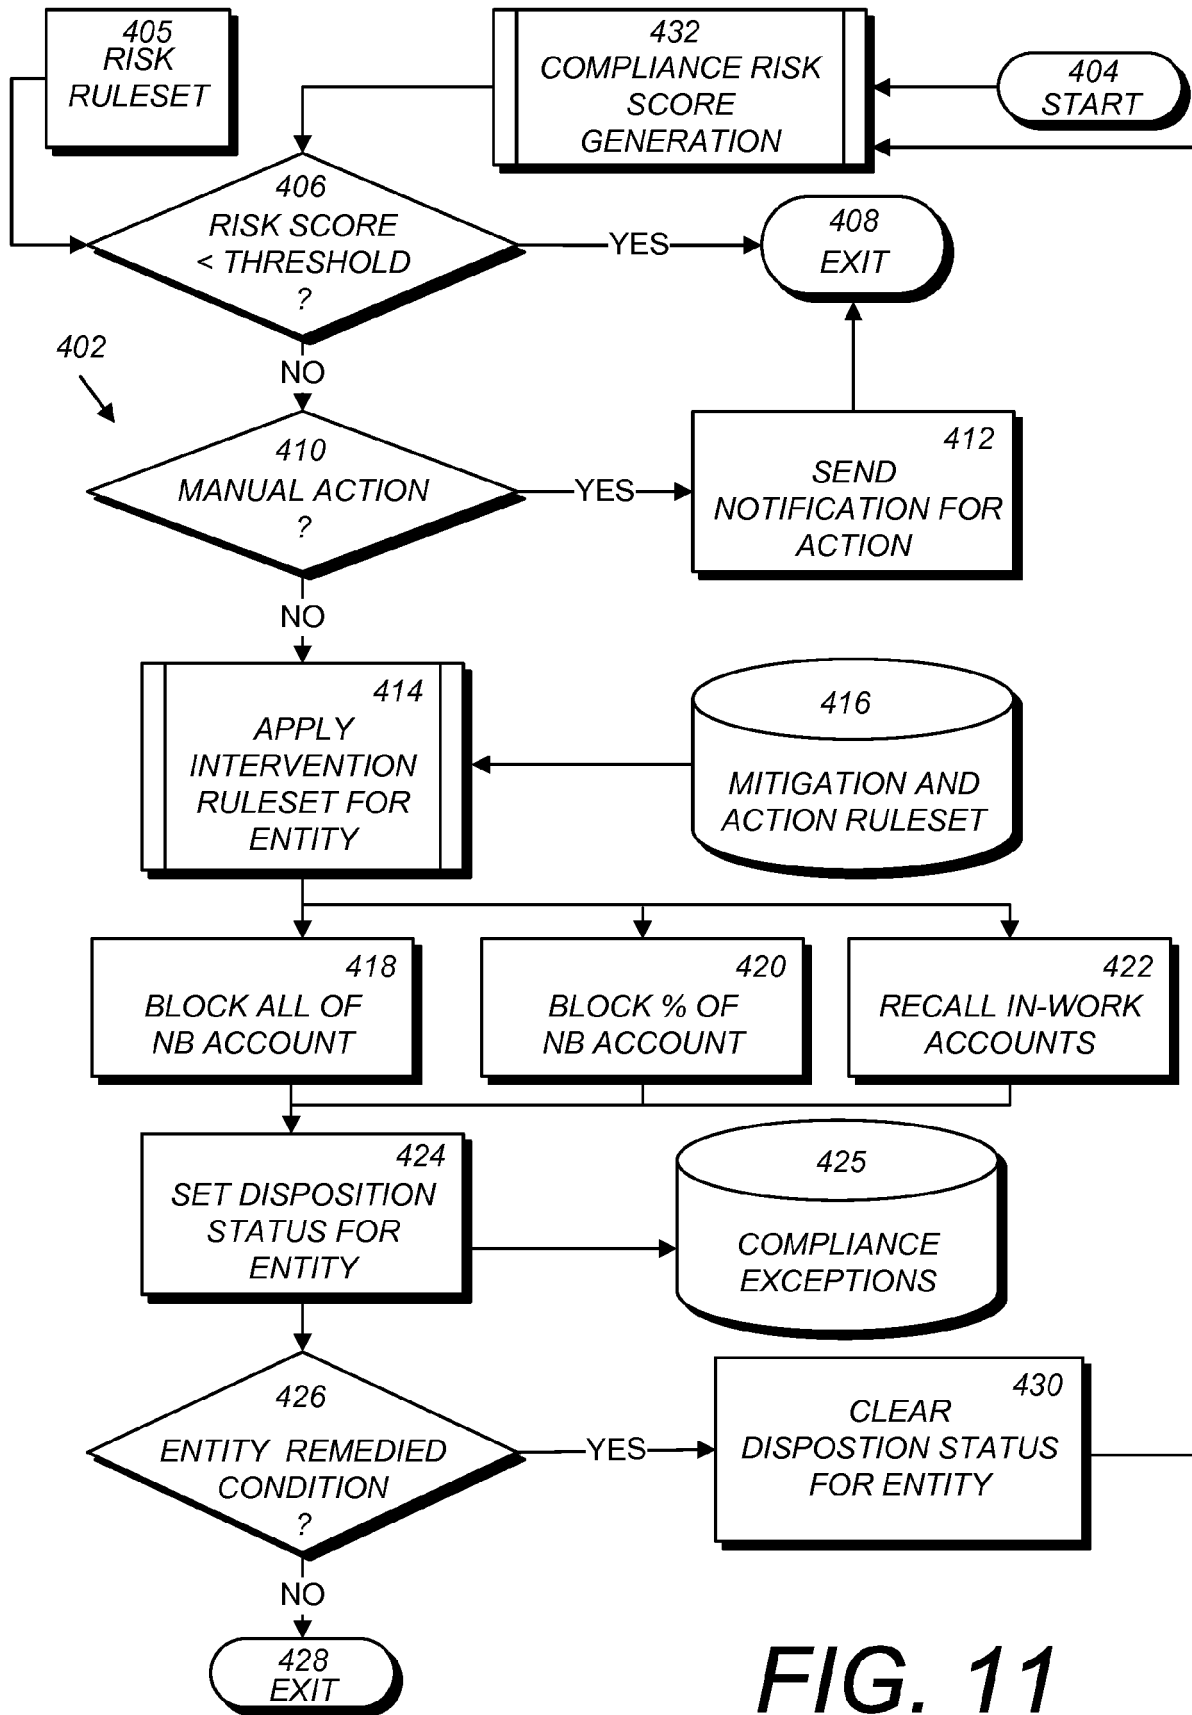 405
RISK
RULESET
432
COMPLIANCE RISK
SCORE
GENERATION
404
START
406
RISK SCORE
< THRESHOLD
?
YES
408
EXIT
402
NO
410
MANUAL ACTION
?
YES
412
SEND
NOTIFICATION FOR
ACTION
NO
414
APPLY
INTERVENTION
RULESET FOR
ENTITY
416
MITIGATION AND
ACTION RULESET
418
BLOCK ALL OF
NB ACCOUNT
420
BLOCK % OF
NB ACCOUNT
422
RECALL IN-WORK
ACCOUNTS
424
SET DISPOSITION
STATUS FOR
ENTITY
425
COMPLIANCE
EXCEPTIONS
426
ENTITY REMEDIED
CONDITION
?
YES
430
CLEAR
DISPOSTION STATUS
FOR ENTITY
NO
428
EXIT
FIG. 11